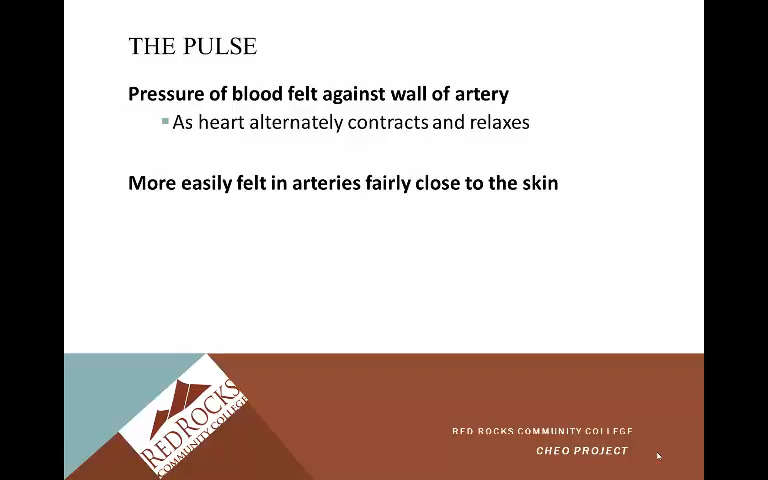 THE PULSE
Pressure of blood felt against wall of artery
As heart alternately contracts and relaxes
More easily felt in arteries fairly close to the skin
RED ROCKS
COMMUNITY COLLEGE
RED ROCKS COMMUNITY COLLEGE
CHEO PROJECT